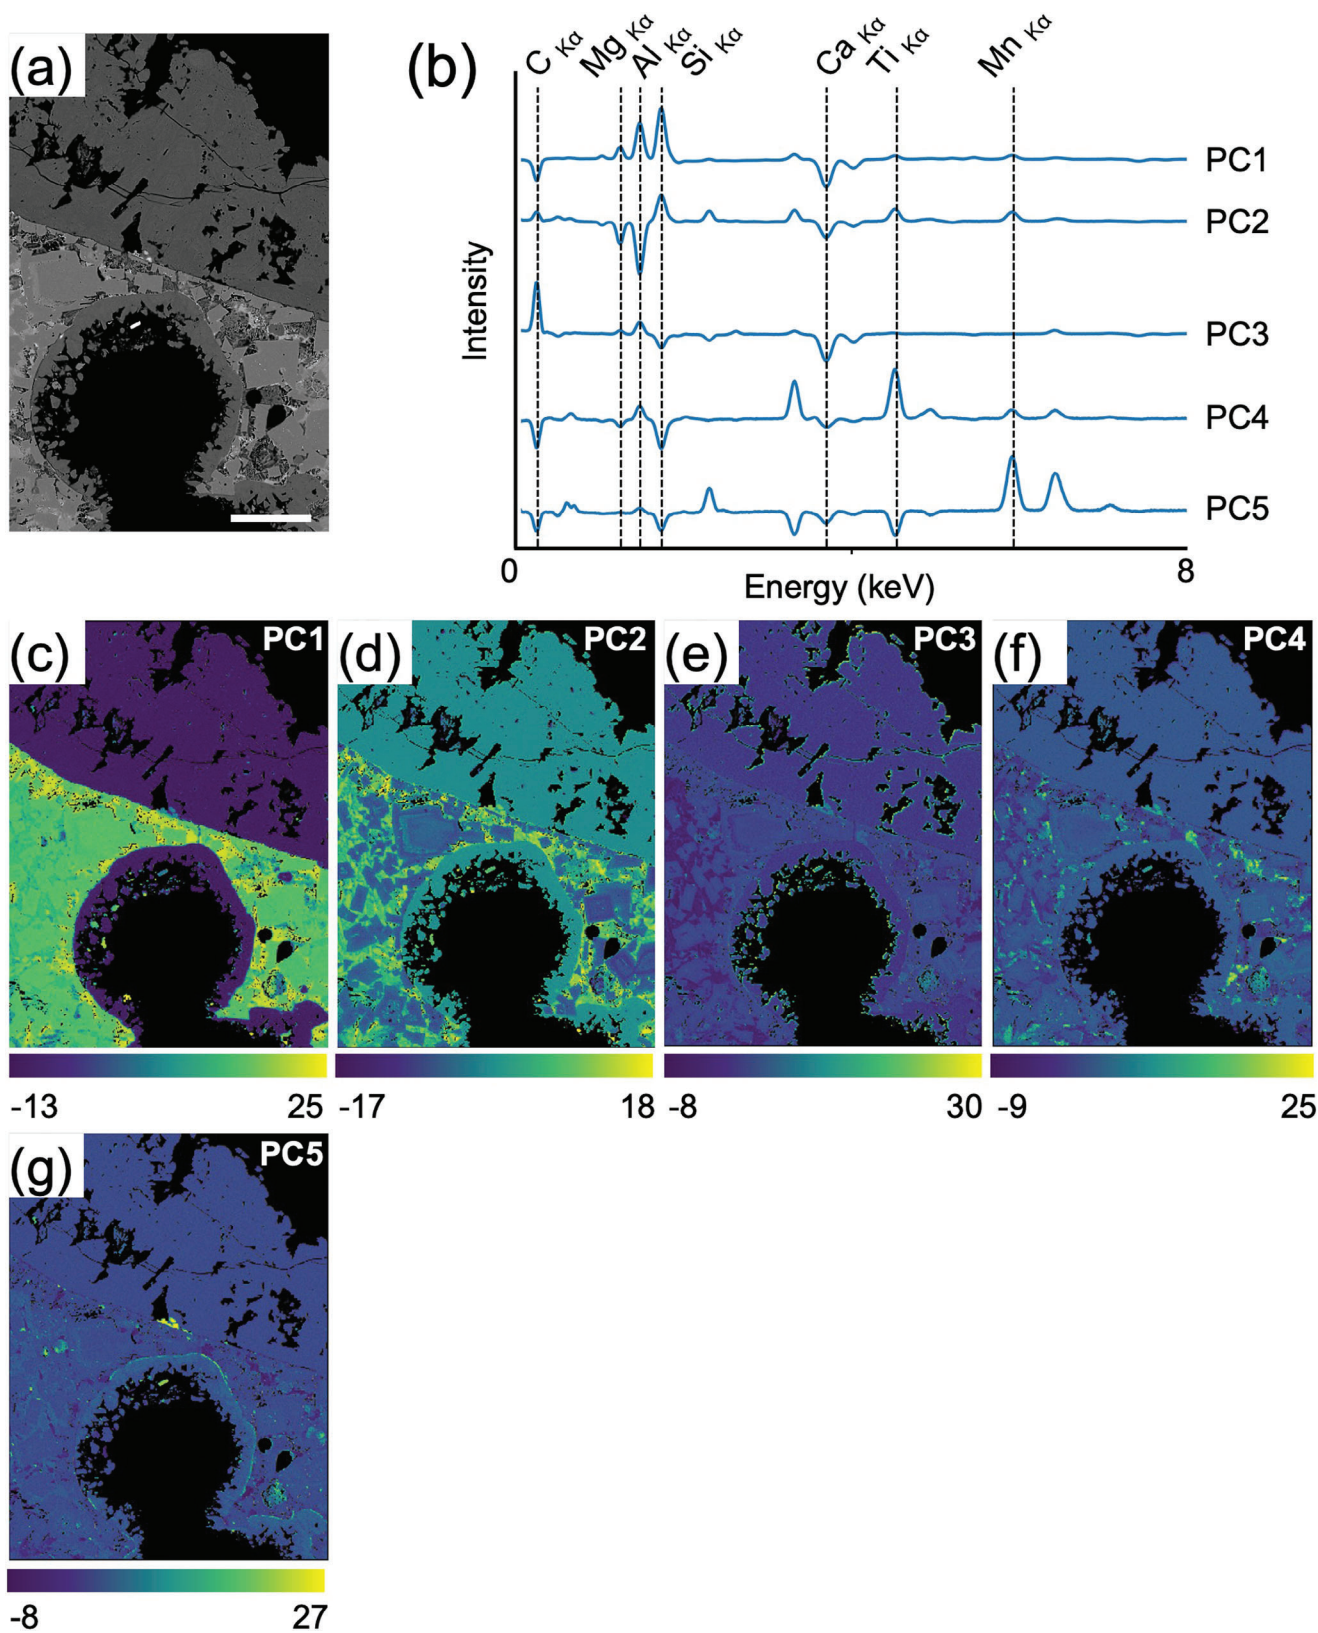 (a)
(b)
C Kα Mg Kα Al Kα Si Kα Ca Kα Ti Kα Mn Kα
PC1
PC2
PC3
PC4
PC5
Intensity
0 8
Energy (keV)
(c) PC1 (d) PC2 (e) PC3 (f) PC4
-13 25 -17 18 -8 30 -9 25
(g) PC5
-8 27